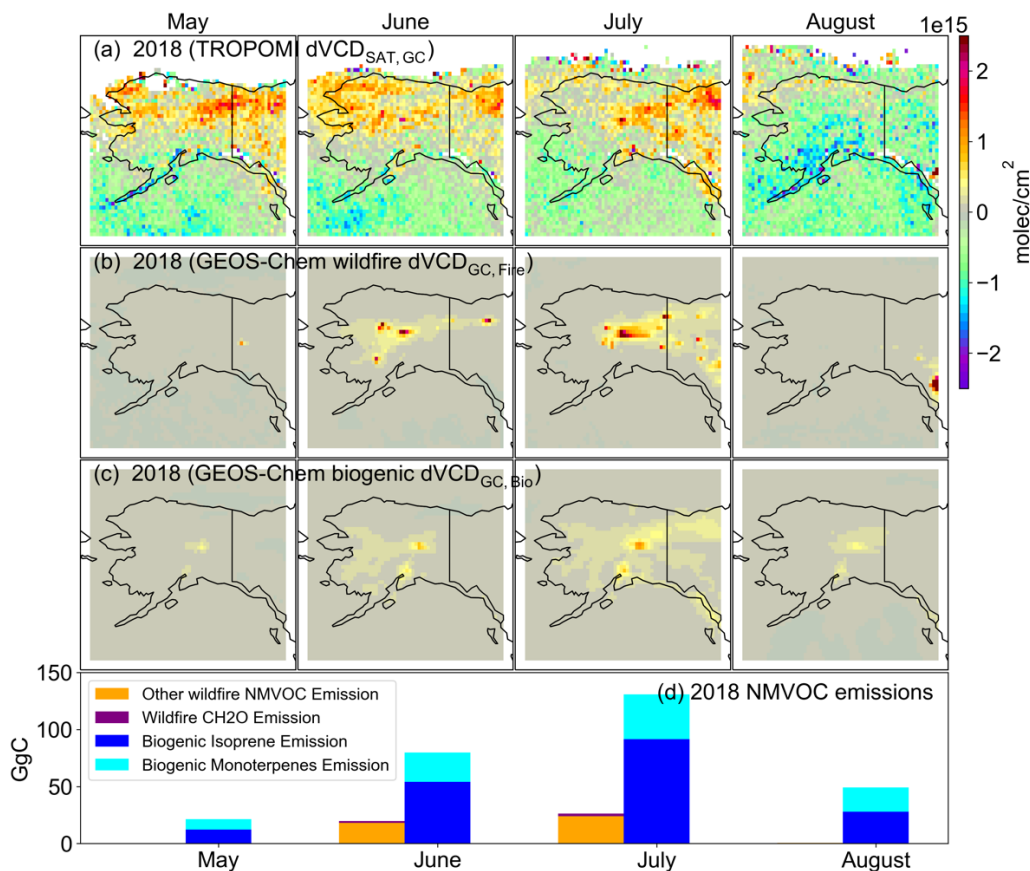 May June July August
1e15
(a) 2018 (TROPOMI dVCD_SAT, GC)
(b) 2018 (GEOS-Chem wildfire dVCD_GC, Fire)
(c) 2018 (GEOS-Chem biogenic dVCD_GC, Bio)
2
1
0
−1
−2
molec/cm²
(d) 2018 NMVOC emissions
Other wildfire NMVOC Emission
Wildfire CH2O Emission
Biogenic Isoprene Emission
Biogenic Monoterpenes Emission
GgC
150
100
50
0
May June July August